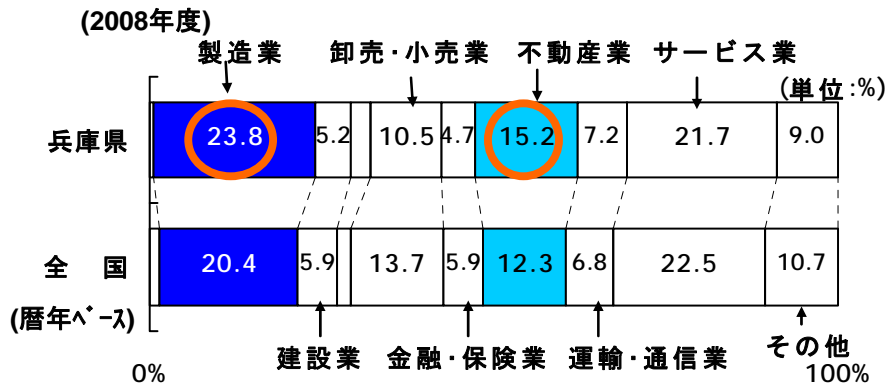 (2008年度)
製造業 卸売･小売業 不動産業 サービス業
(単位:%)
兵庫県 23.8 5.2 10.5 4.7 15.2 7.2 21.7 9.0
全国 20.4 5.9 13.7 5.9 12.3 6.8 22.5 10.7
(暦年ﾍﾞｰｽ)
建設業 金融･保険業 運輸･通信業 その他
0% 100%